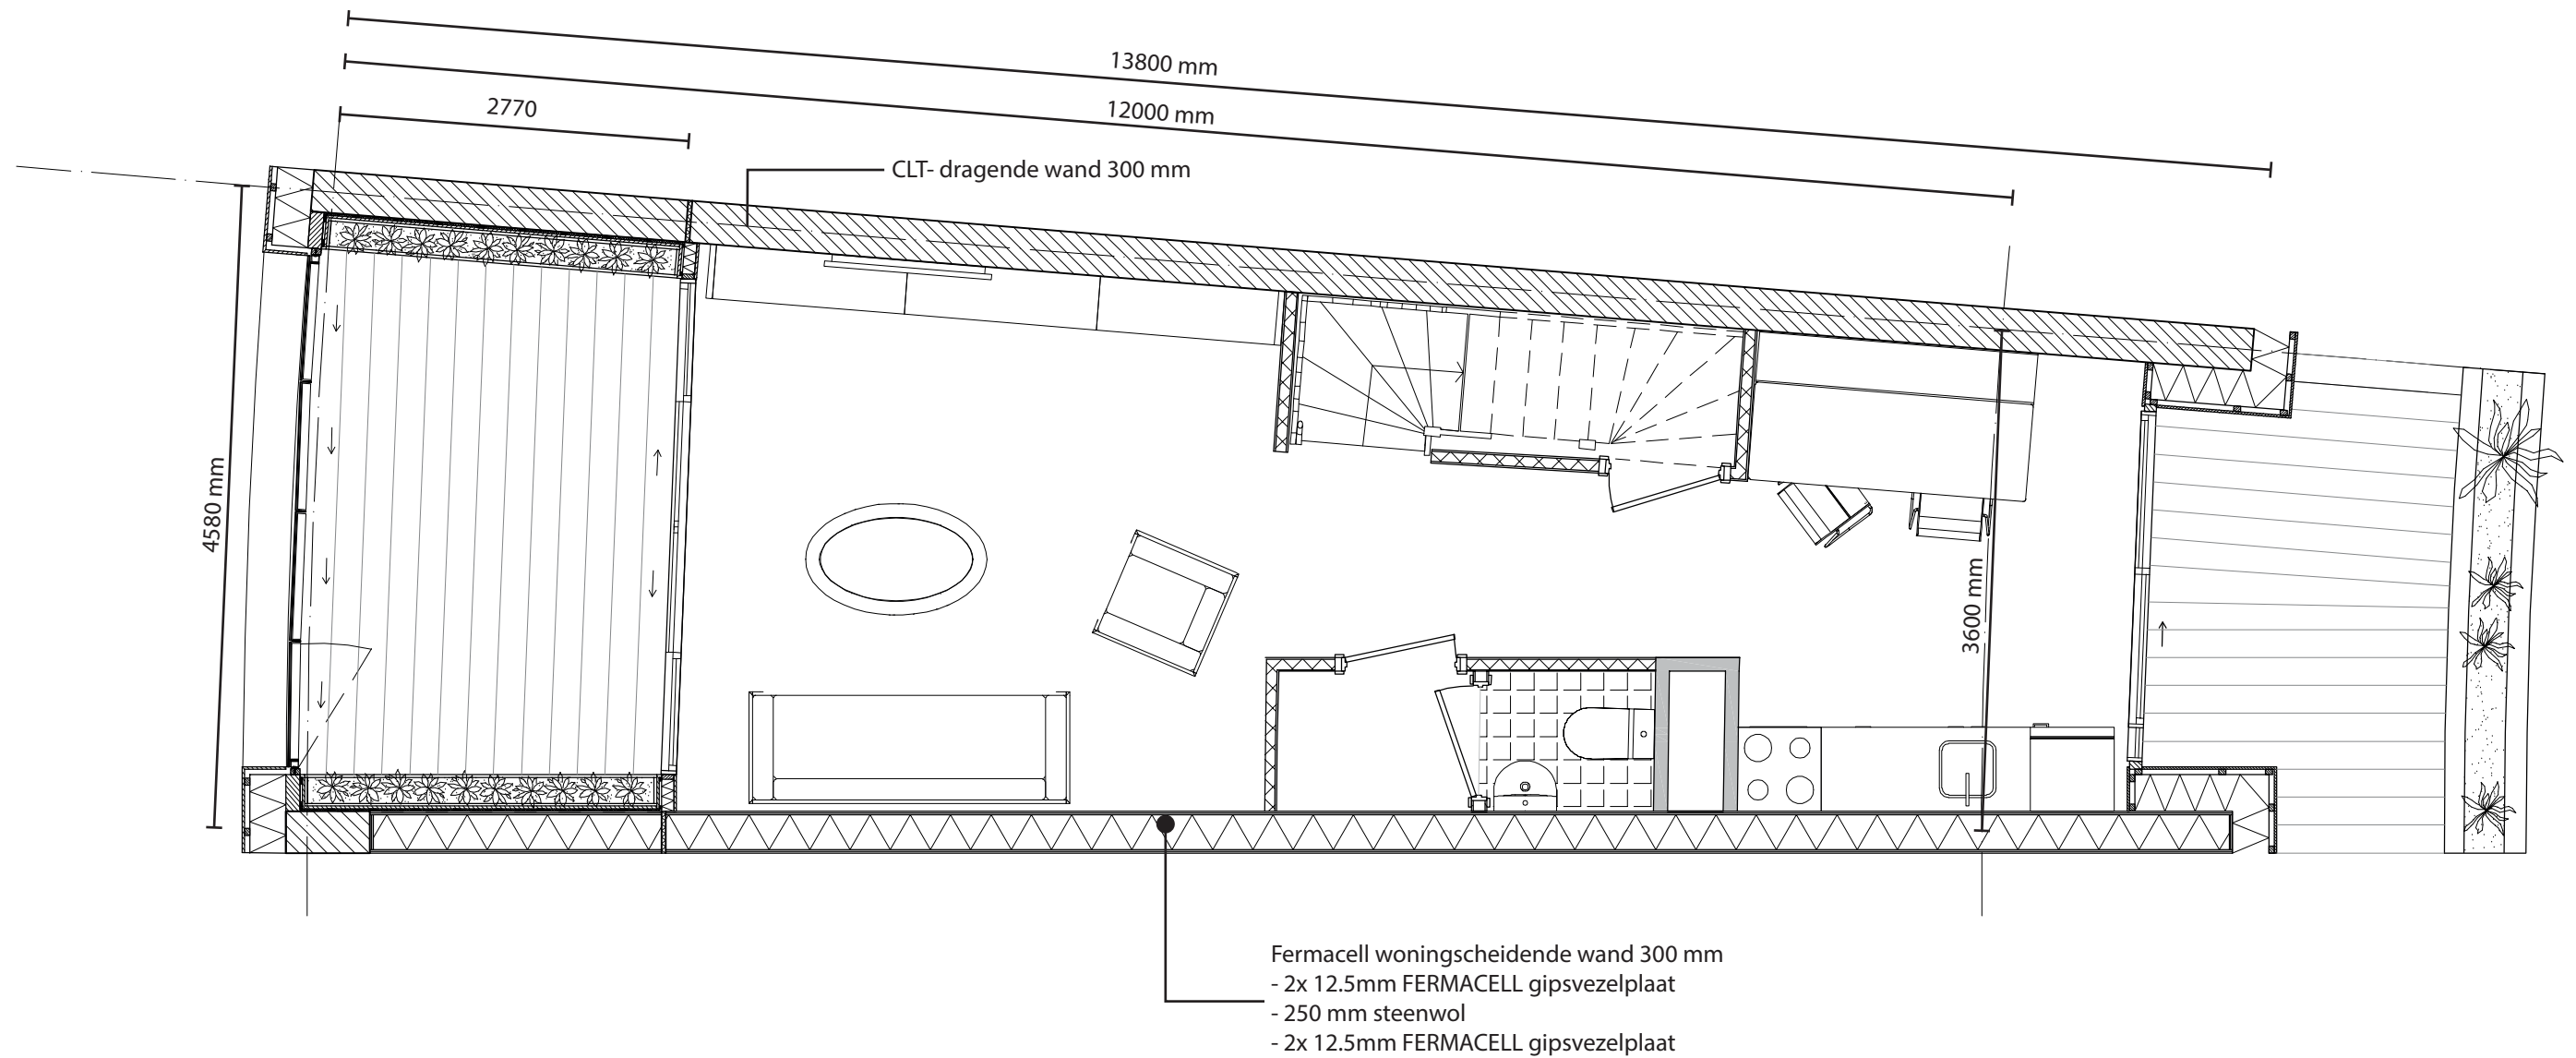 13800 mm
12000 mm
2770
CLT- dragende wand 300 mm
4580 mm
3600 mm
Fermacell woningscheidende wand 300 mm
- 2x 12.5mm FERMACELL gipsvezelplaat
- 250 mm steenwol
- 2x 12.5mm FERMACELL gipsvezelplaat